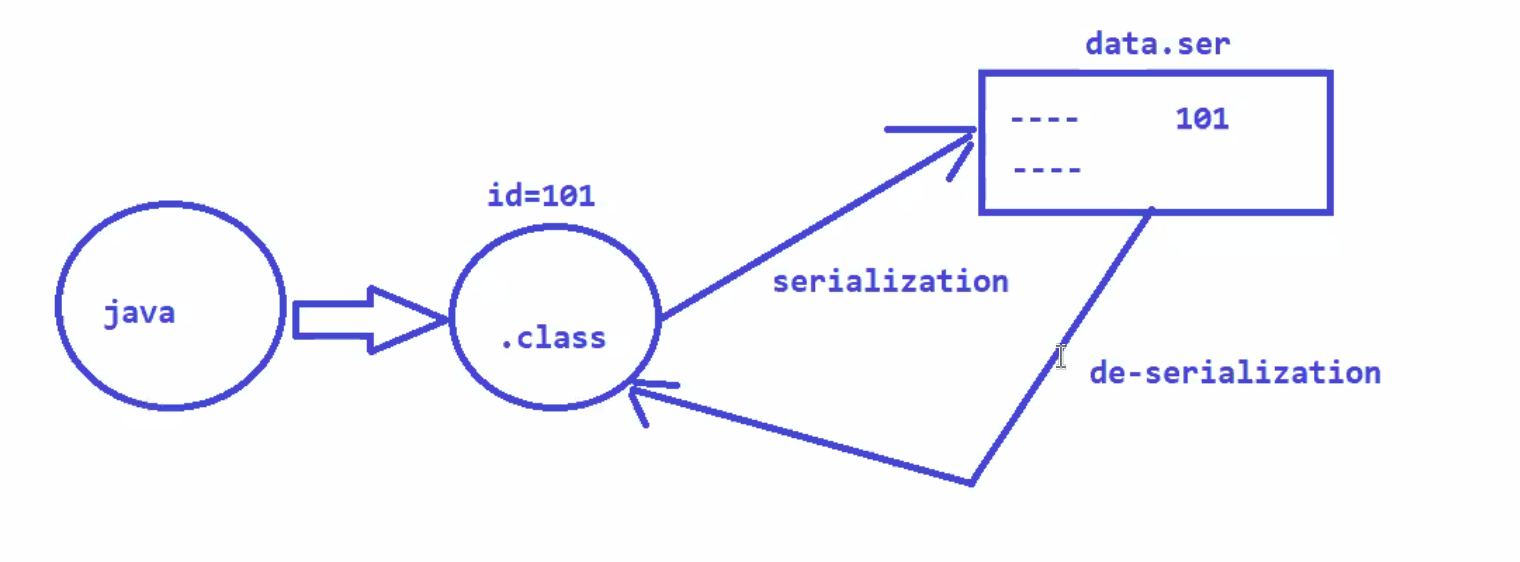 data.ser
---- 101
----
id=101
serialization
java
.class
de-serialization